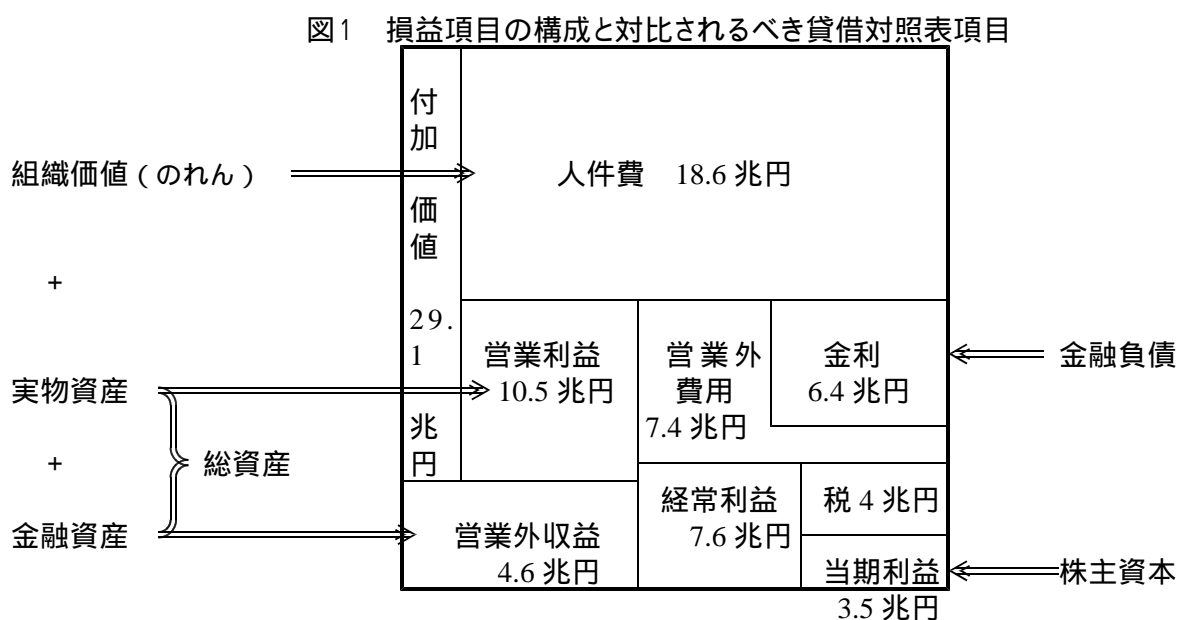 図1 損益項目の構成と対比されるべき貸借対照表項目
付
加
価
値
29.
1
兆
円
組織価値(のれん)
人件費 18.6 兆円
+
営業利益
10.5 兆円
営業外
費用
7.4 兆円
金利
6.4 兆円
金融負債
実物資産
+
総資産
金融資産
営業外収益
4.6 兆円
経常利益
7.6 兆円
税 4 兆円
当期利益
3.5 兆円
株主資本